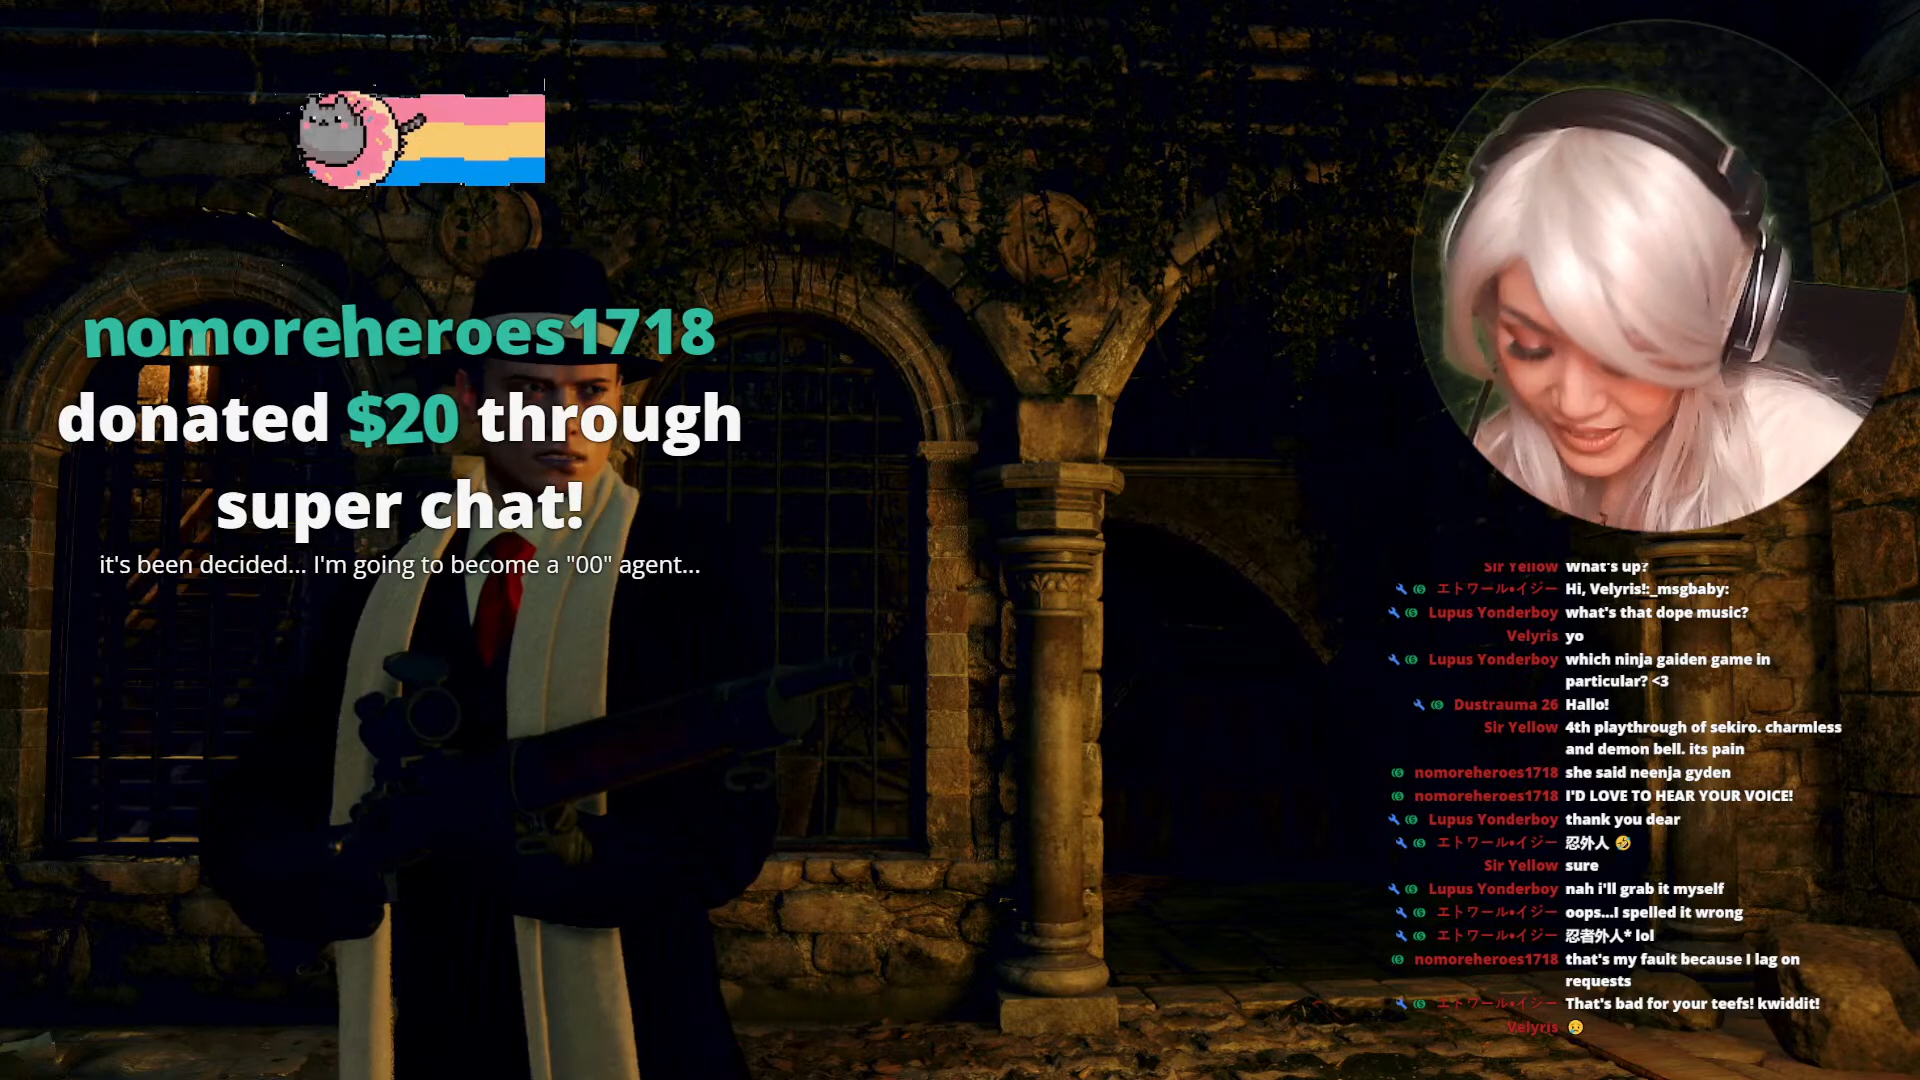 nomoreheroes1718
donated $20 through
super chat!
it's been decided... I'm going to become a "00" agent...
Sir Yellow what's up?
エトワール•イジー Hi, Velyris!:_msgbaby:
Lupus Yonderboy what's that dope music?
Velyris yo
Lupus Yonderboy which ninja gaiden game in
particular? <3
Dustrauma 26 Hallo!
Sir Yellow 4th playthrough of sekiro. charmless
and demon bell. its pain
nomoreheroes1718 she said neenja gyden
nomoreheroes1718 I'D LOVE TO HEAR YOUR VOICE!
Lupus Yonderboy thank you dear
エトワール•イジー 忍外人 🤣
Sir Yellow sure
Lupus Yonderboy nah i'll grab it myself
エトワール•イジー oops...I spelled it wrong
エトワール•イジー 忍者外人* lol
nomoreheroes1718 that's my fault because I lag on
requests
エトワール•イジー That's bad for your teefs! kwiddit!
Velyris 😥